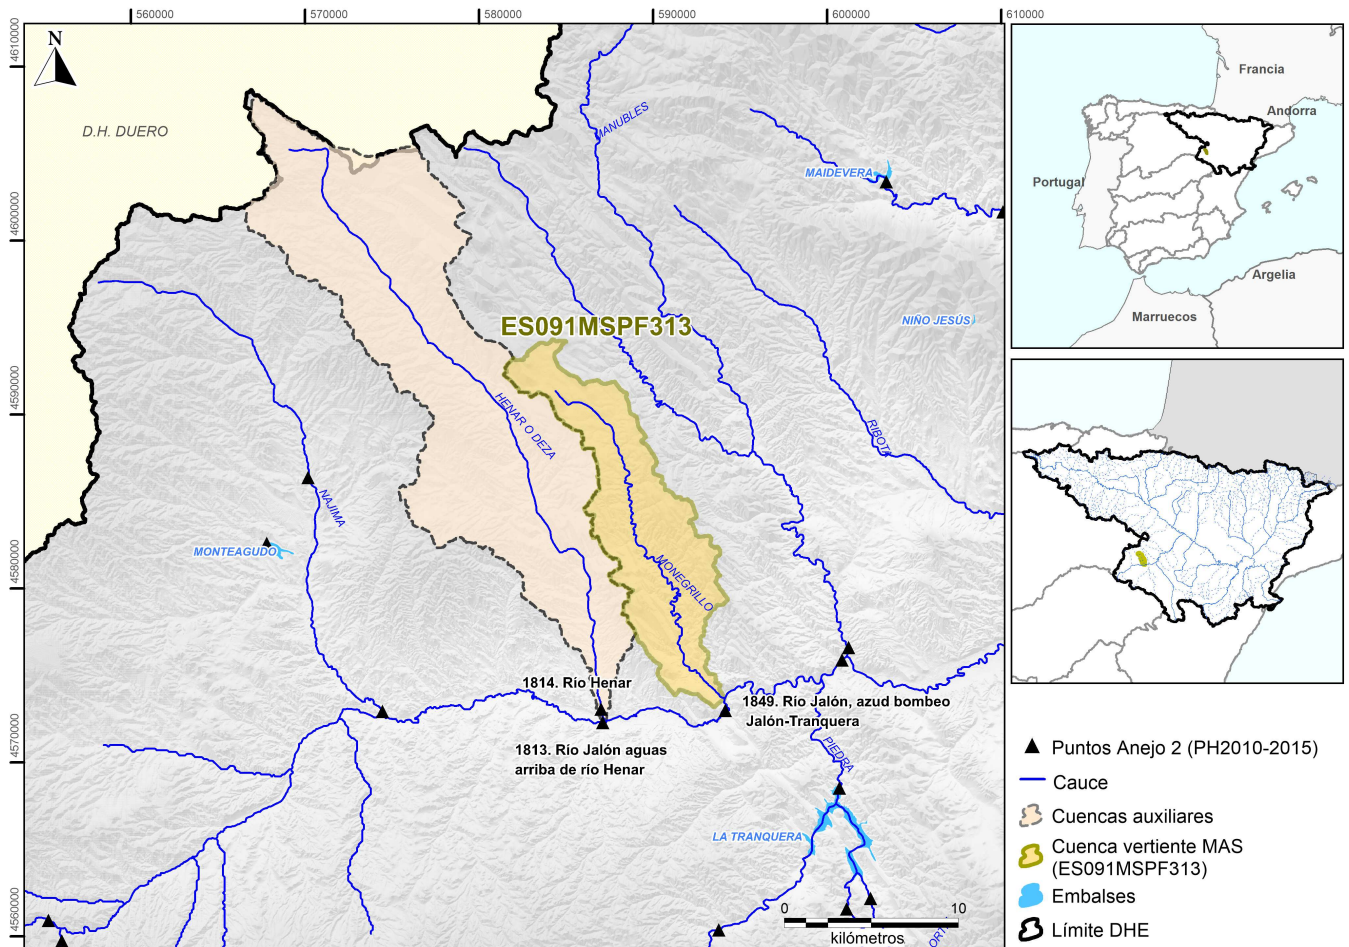 560000
570000
580000
590000
600000
610000
4610000
4600000
4590000
4580000
4570000
4560000
N
D.H. DUERO
MANUBLES
MAIDEVERA
NIÑO JESÚS
ES091MSPF313
HENAR O DEZA
RIBOTA
NAJIMA
MONTEAGUDO
MONEGRILLO
1814. Río Henar
1849. Río Jalón, azud bombeo
Jalón-Tranquera
1813. Río Jalón aguas
arriba de río Henar
PIEDRA
LA TRANQUERA
ORT
0 10
kilómetros
Francia
Andorra
Portugal
Argelia
Marruecos
Puntos Anejo 2 (PH2010-2015)
Cauce
Cuencas auxiliares
Cuenca vertiente MAS
(ES091MSPF313)
Embalses
Límite DHE